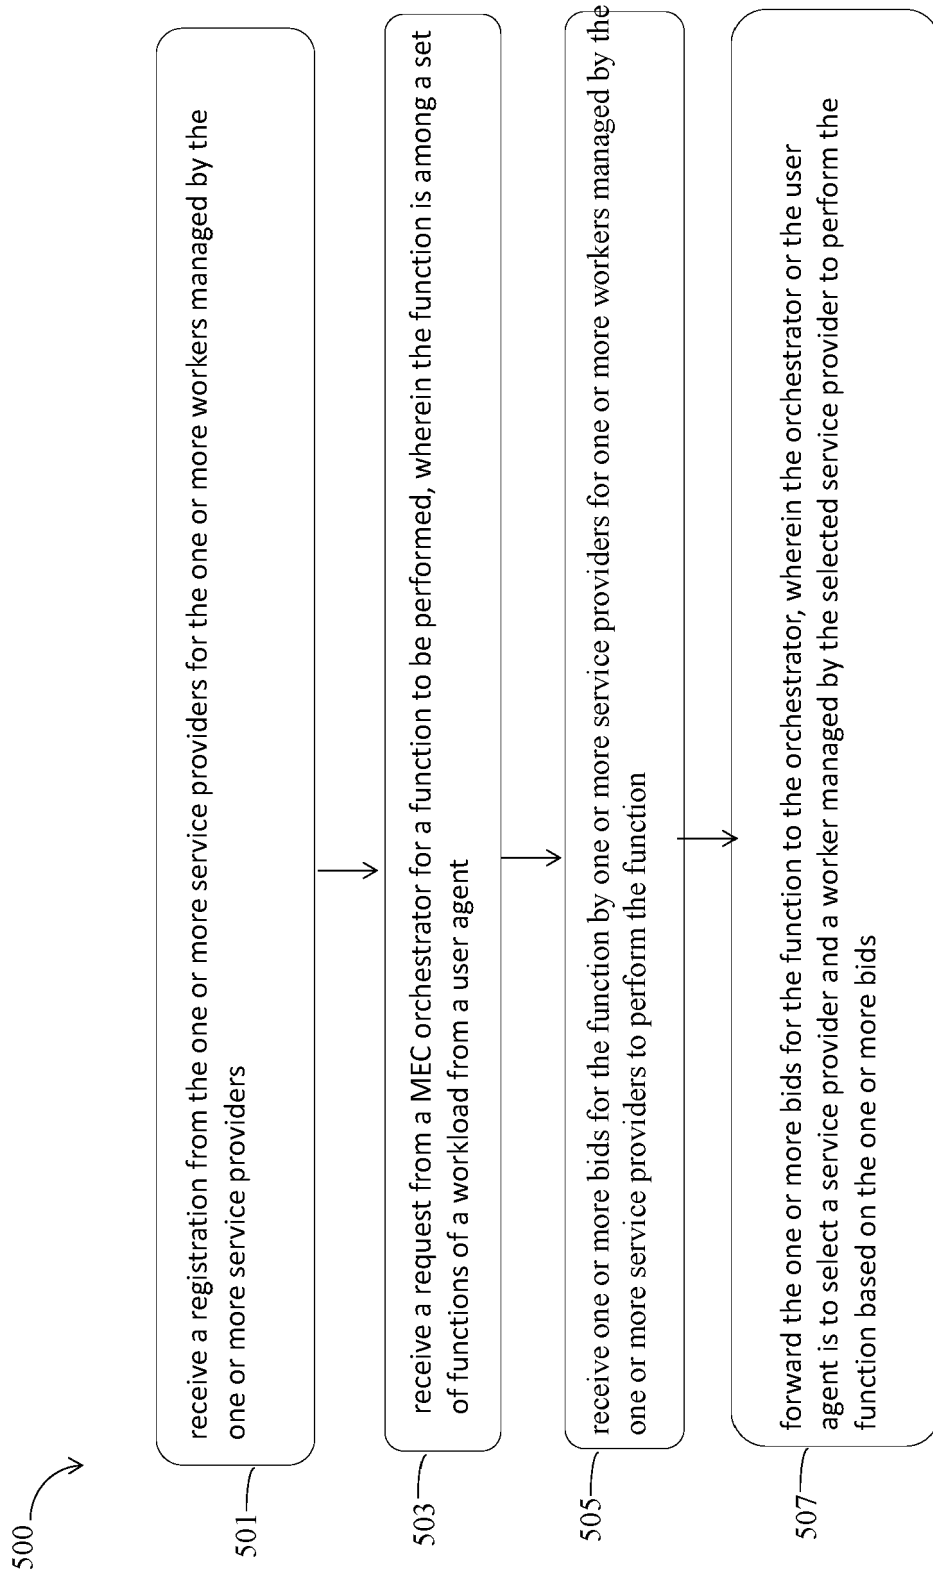 500
501
receive a registration from the one or more service providers for the one or more workers managed by the
one or more service providers
503
receive a request from a MEC orchestrator for a function to be performed, wherein the function is among a set
of functions of a workload from a user agent
505
receive one or more bids for the function by one or more service providers for one or more workers managed by the
one or more service providers to perform the function
507
forward the one or more bids for the function to the orchestrator, wherein the orchestrator or the user
agent is to select a service provider and a worker managed by the selected service provider to perform the
function based on the one or more bids